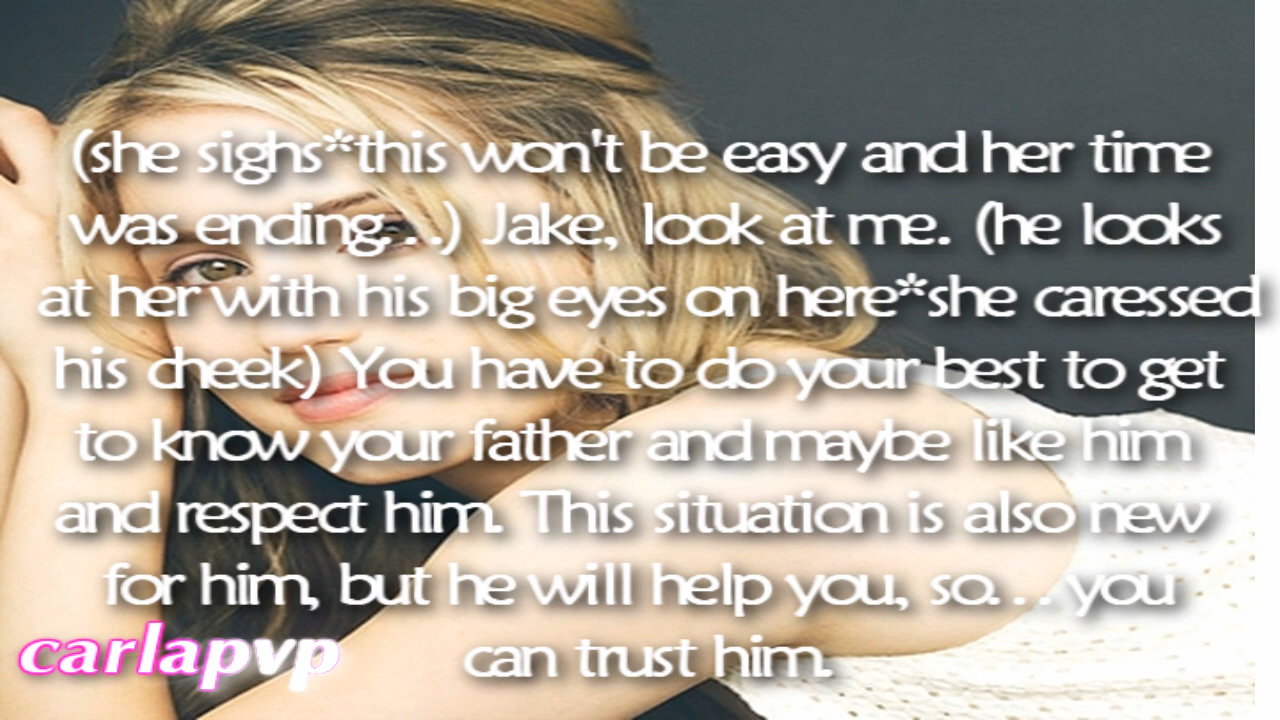 (she sighs*this won't be easy and her time
was ending...) Jake, look at me. (he looks
at her with his big eyes on here*she caressed
his cheek) You have to do your best to get
to know your father and maybe like him
and respect him. This situation is also new
for him, but he will help you, so... you
can trust him.
carlapvp